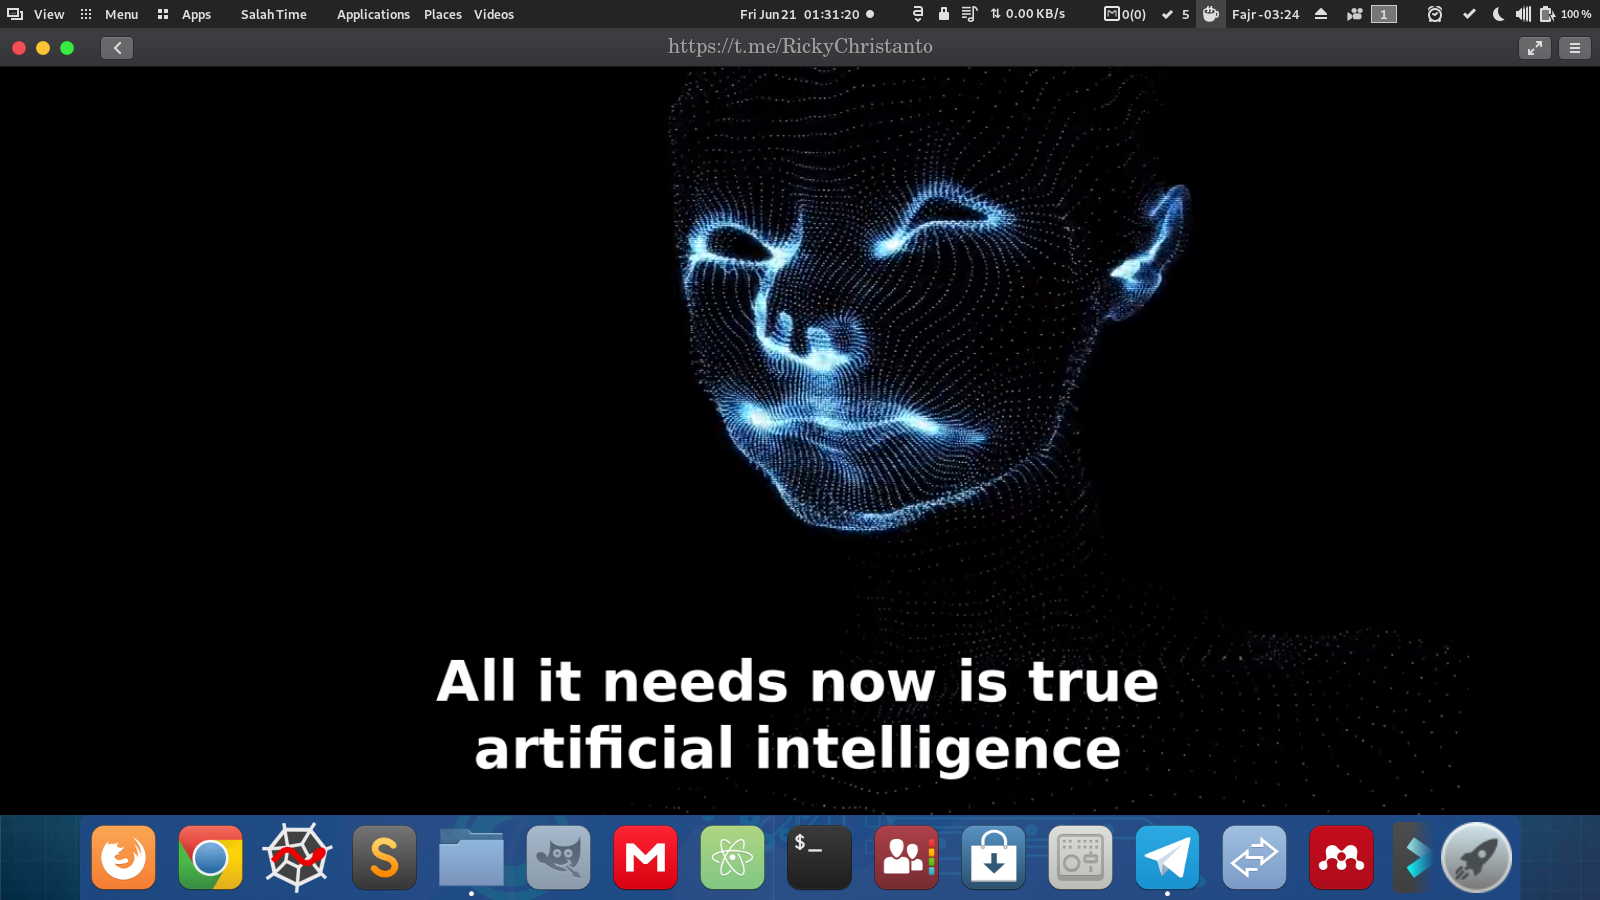 View Menu Apps Salah Time Applications Places Videos Fri Jun 21 01:31:20 0.00 KB/s 0(0) 5 Fajr -03:24 1 100 %
https://t.me/RickyChristanto
All it needs now is true
artificial intelligence
$_